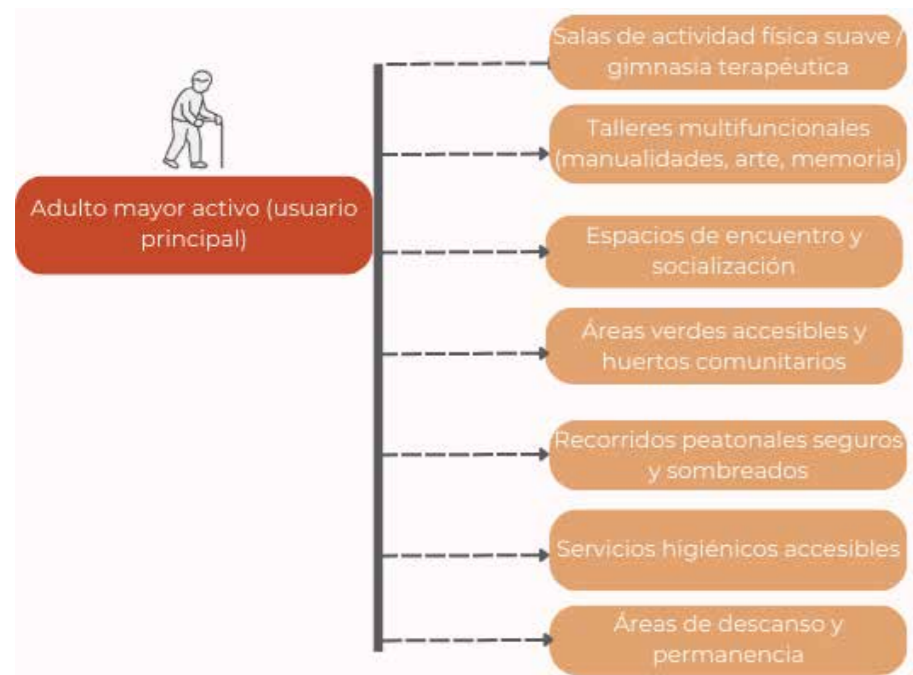 Salas de actividad física suave /
gimnasia terapéutica
Talleres multifuncionales
(manualidades, arte, memoria)
Adulto mayor activo (usuario
principal)
Espacios de encuentro y
socialización
Áreas verdes accesibles y
huertos comunitarios
Recorridos peatonales seguros
y sombreados
Servicios higiénicos accesibles
Áreas de descanso y
permanencia